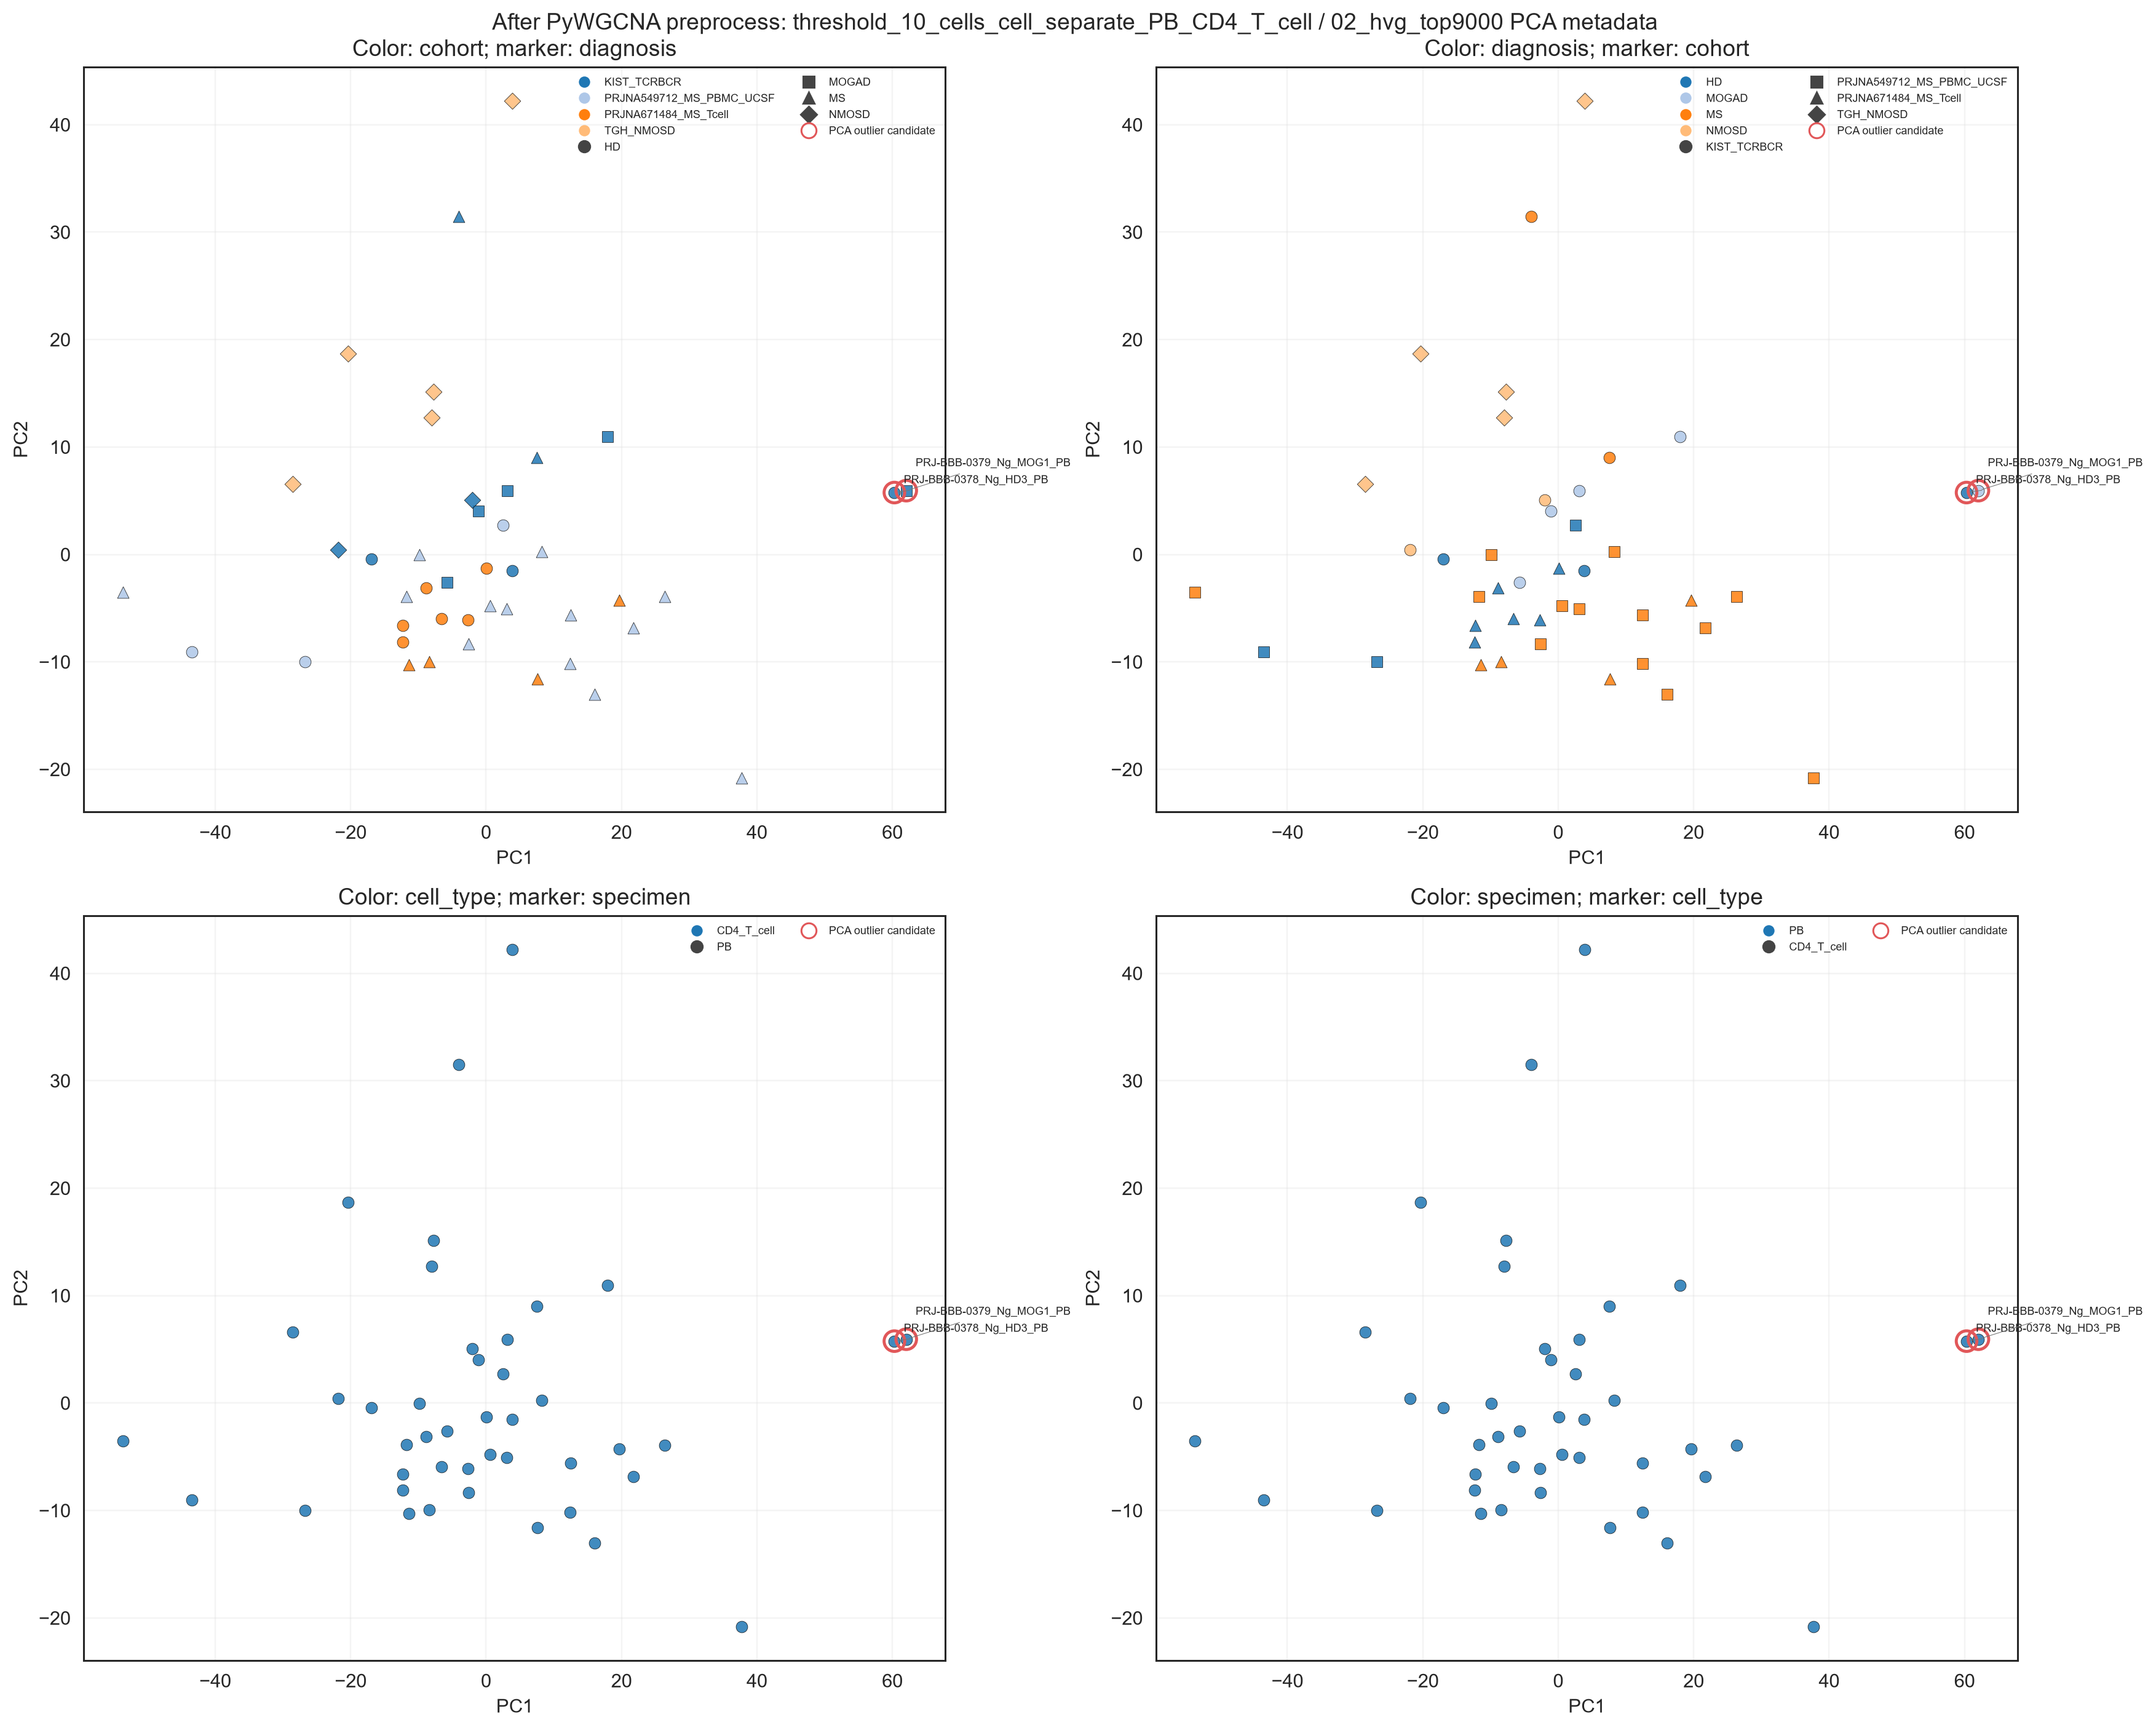 After PyWGCNA preprocess: threshold_10_cells_cell_separate_PB_CD4_T_cell / 02_hvg_top9000 PCA metadata
Color: cohort; marker: diagnosis
KIST_TCRBCR
PRJNA549712_MS_PBMC_UCSF
PRJNA671484_MS_Tcell
TGH_NMOSD
HD
MOGAD
MS
NMOSD
PCA outlier candidate
40
30
20
10
0
−10
−20
PC2
PRJ-BBB-0379_Ng_MOG1_PB
PRJ-BBB-0378_Ng_HD3_PB
−40 −20 0 20 40 60
PC1
Color: diagnosis; marker: cohort
HD
MOGAD
MS
NMOSD
KIST_TCRBCR
PRJNA549712_MS_PBMC_UCSF
PRJNA671484_MS_Tcell
TGH_NMOSD
PCA outlier candidate
40
30
20
10
0
−10
−20
PC2
PRJ-BBB-0379_Ng_MOG1_PB
PRJ-BBB-0378_Ng_HD3_PB
−40 −20 0 20 40 60
PC1
Color: cell_type; marker: specimen
CD4_T_cell
PB
PCA outlier candidate
40
30
20
10
0
−10
−20
PC2
PRJ-BBB-0379_Ng_MOG1_PB
PRJ-BBB-0378_Ng_HD3_PB
−40 −20 0 20 40 60
PC1
Color: specimen; marker: cell_type
PB
CD4_T_cell
PCA outlier candidate
40
30
20
10
0
−10
−20
PC2
PRJ-BBB-0379_Ng_MOG1_PB
PRJ-BBB-0378_Ng_HD3_PB
−40 −20 0 20 40 60
PC1